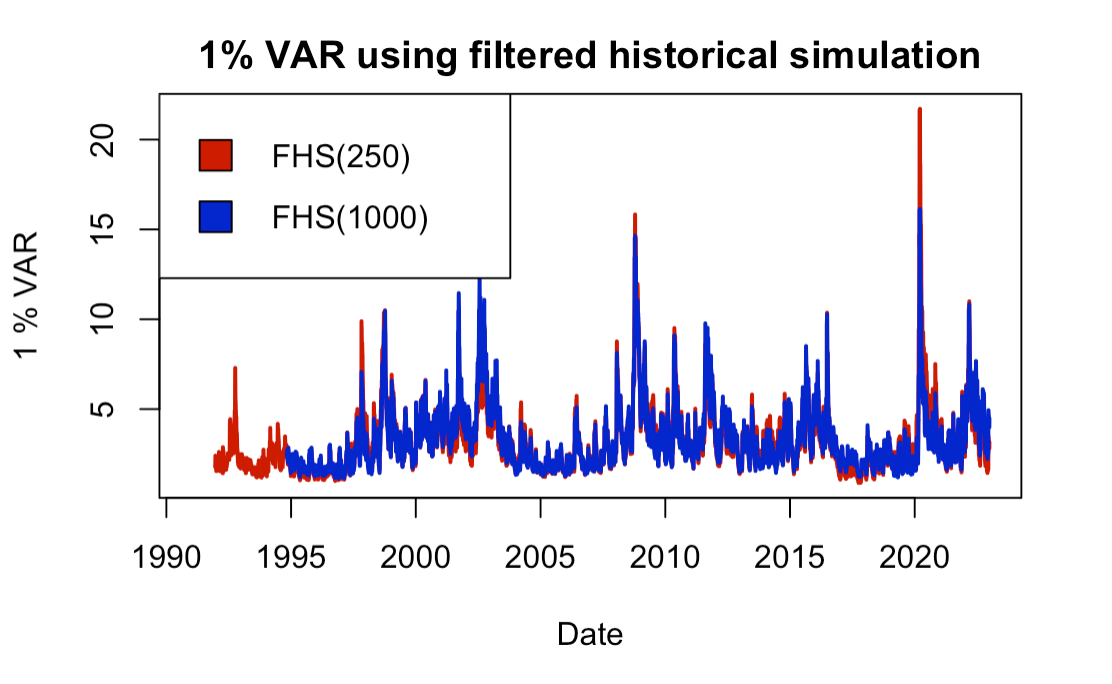 1% VAR using filtered historical simulation
FHS(250)
FHS(1000)
1 % VAR
20
15
10
5
1990 1995 2000 2005 2010 2015 2020
Date